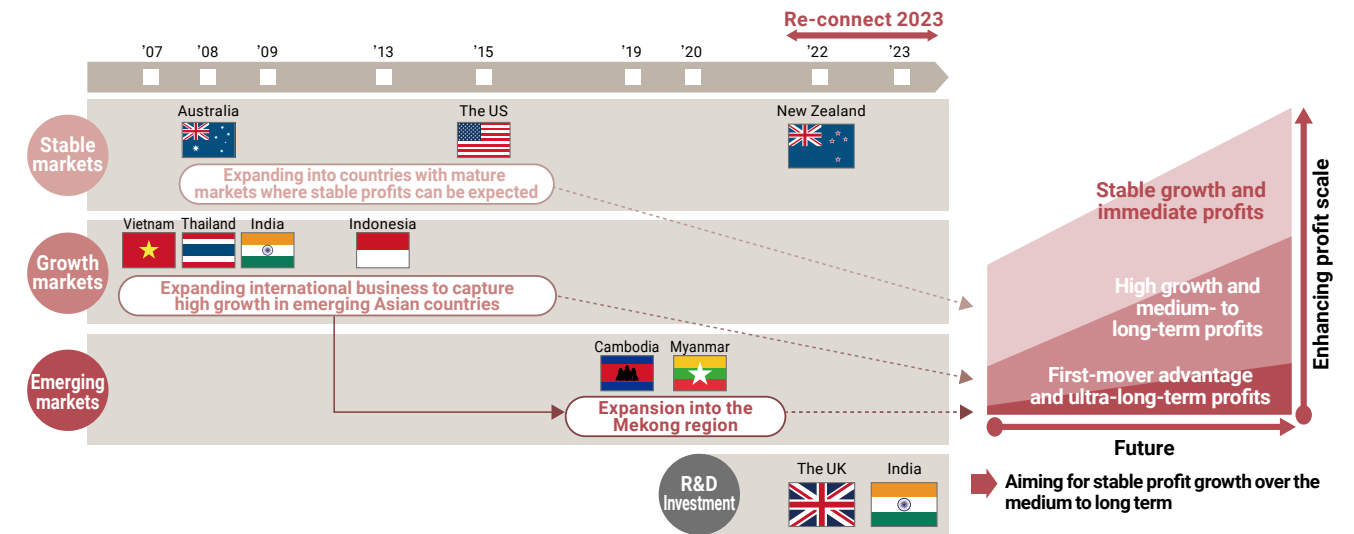 Re-connect 2023
’07
’08
’09
’13
’15
’19
’20
’22
’23
Stable
markets
Australia
The US
New Zealand
Expanding into countries with mature
markets where stable profits can be expected
Growth
markets
Vietnam
Thailand
India
Indonesia
Expanding international business to capture
high growth in emerging Asian countries
Emerging
markets
Cambodia
Myanmar
Expansion into the
Mekong region
R&D
Investment
The UK
India
Stable growth and
immediate profits
High growth and
medium- to
long-term profits
First-mover advantage
and ultra-long-term profits
Enhancing profit scale
Future
Aiming for stable profit growth over the
medium to long term